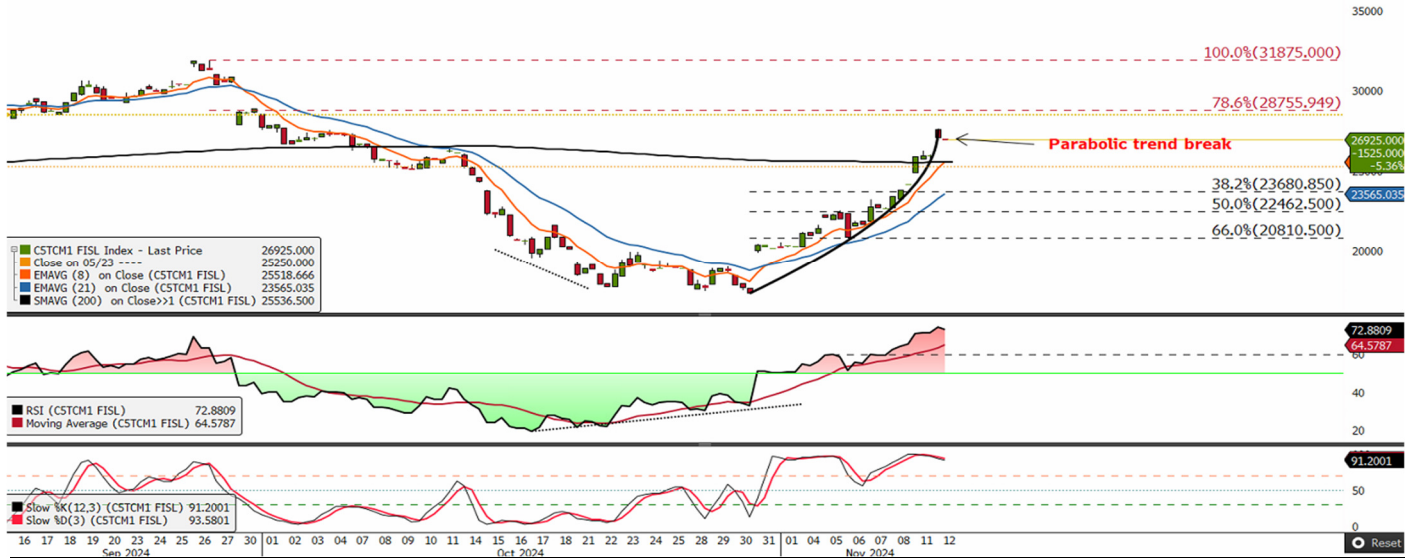 35000
100.0%(31875.000)
30000
78.6%(28755.949)
Parabolic trend break
26925.000
-1525.000
-5.36%
25000
38.2%(23680.850)
23565.035
50.0%(22462.500)
66.0%(20810.500)
20000
C5TCM1 FISL Index - Last Price 26925.000
Close on 05/23 ---- 25250.000
EMAVG (8) on Close (C5TCM1 FISL) 25518.666
EMAVG (21) on Close (C5TCM1 FISL) 23565.035
SMAVG (200) on Close>>1 (C5TCM1 FISL) 25536.500
72.8809
64.5787
60
40
20
RSI (C5TCM1 FISL) 72.8809
Moving Average (C5TCM1 FISL) 64.5787
91.2001
50
0
Slow %K(12,3) (C5TCM1 FISL) 91.2001
Slow %D(3) (C5TCM1 FISL) 93.5801
16 17 18 19 20 23 24 25 26 27 30 01 02 03 04 07 08 09 10 11 14 15 16 17 18 21 22 23 24 25 28 29 30 31 01 04 05 06 07 08 11 12
Sep 2024 Oct 2024 Nov 2024
Reset